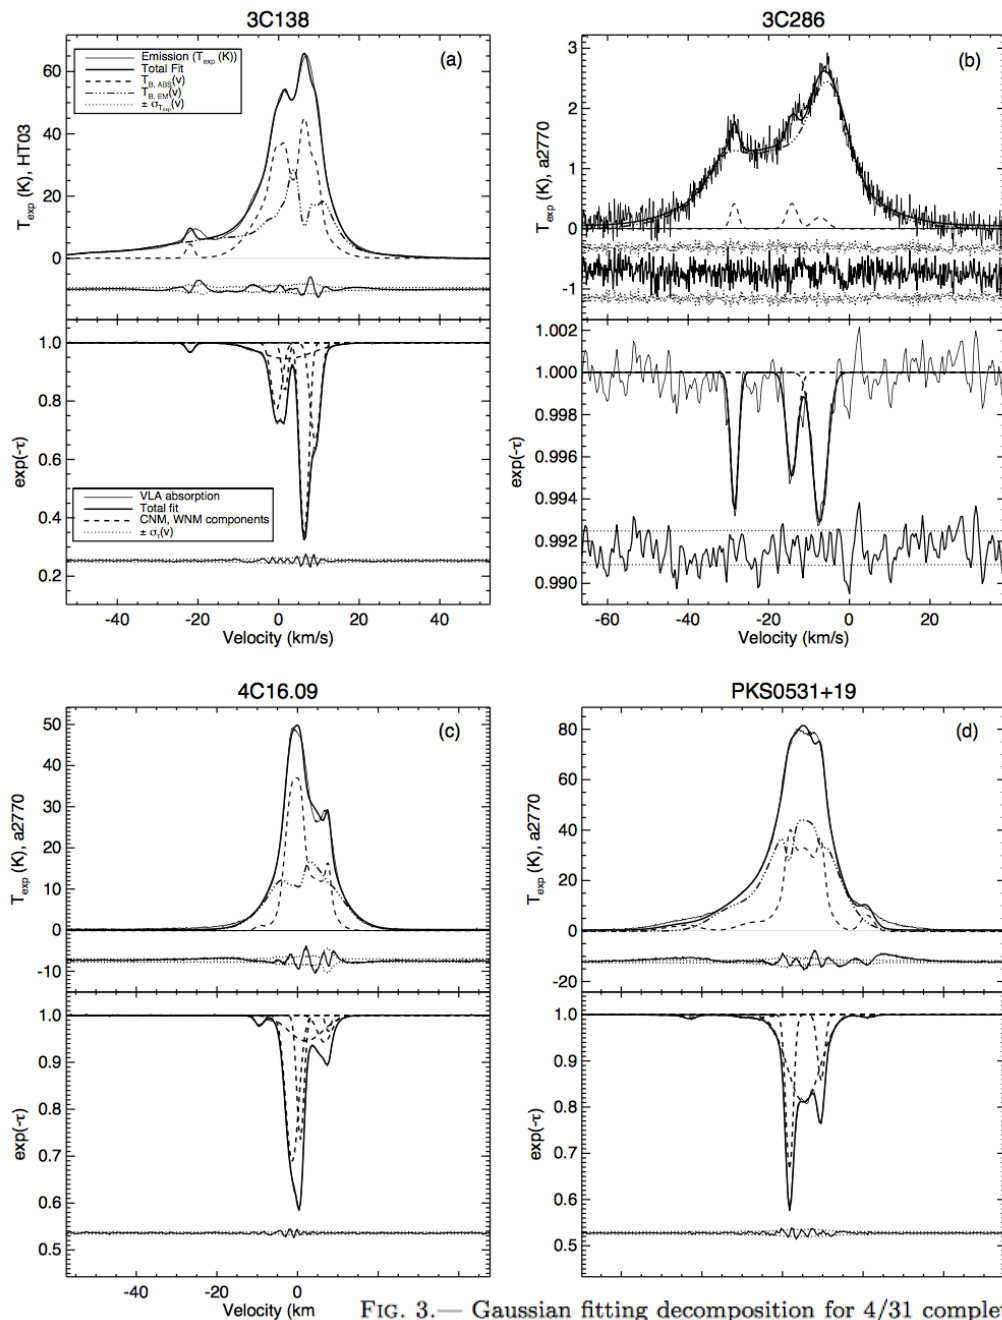 3C138
(a)
Emission (T_exp (K))
Total Fit
T_B, ABS(v)
T_B, EM(v)
± σ_Texp(v)
T_exp (K), HT03
60
40
20
0
1.0
0.8
0.6
0.4
0.2
exp(-τ)
VLA absorption
Total fit
CNM, WNM components
± σ_τ(v)
-40 -20 0 20 40
Velocity (km/s)
3C286
(b)
T_exp (K), a2770
3
2
1
0
-1
1.002
1.000
0.998
0.996
0.994
0.992
0.990
exp(-τ)
-60 -40 -20 0 20
Velocity (km/s)
4C16.09
(c)
T_exp (K), a2770
50
40
30
20
10
0
-10
1.0
0.9
0.8
0.7
0.6
0.5
exp(-τ)
-40 -20 0 20 40
Velocity (km
PKS0531+19
(d)
T_exp (K), a2770
80
60
40
20
0
-20
1.0
0.9
0.8
0.7
0.6
0.5
exp(-τ)
FIG. 3.— Gaussian fitting decomposition for 4/31 comple